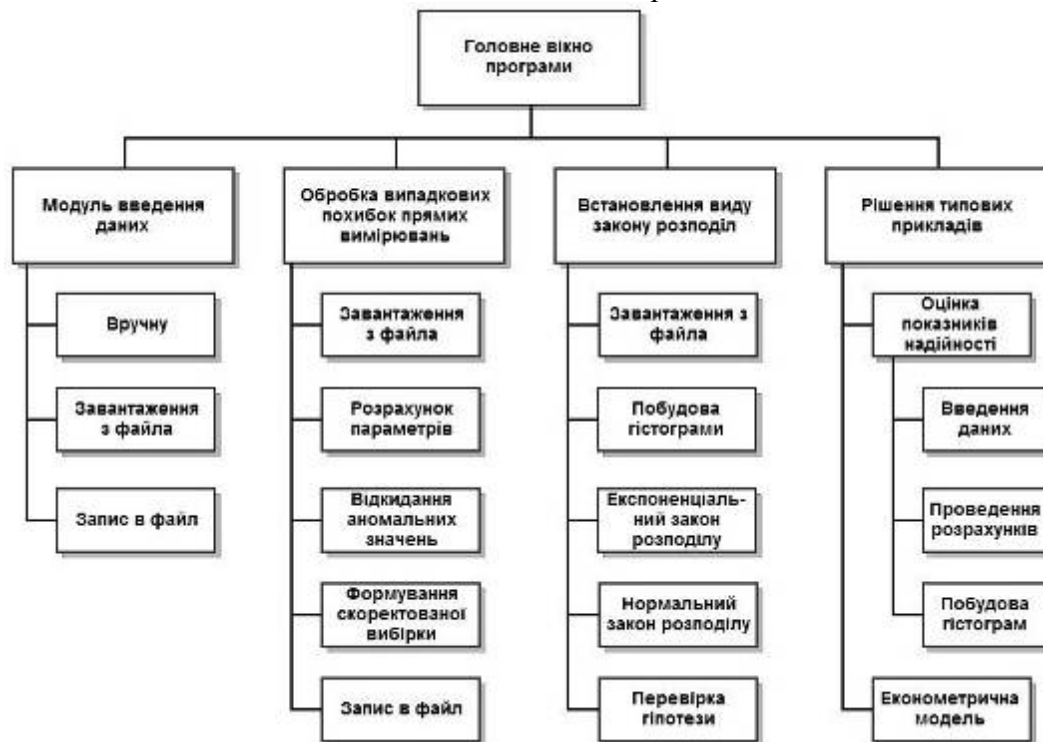 Головне вікно
програми
Модуль введення
даних
Обробка випадкових
похибок прямих
вимірювань
Встановлення виду
закону розподіл
Рішення типових
прикладів
Вручну
Завантаження
з файла
Запис в файл
Завантаження
з файла
Розрахунок
параметрів
Відкидання
аномальних
значень
Формування
скоректованої
вибірки
Запис в файл
Завантаження з
файла
Побудова
гістограми
Експоненціаль-
ний закон
розподілу
Нормальний
закон розподілу
Перевірка
гіпотези
Оцінка
показників
надійності
Введення
даних
Проведення
розрахунків
Побудова
гістограм
Економетрична
модель